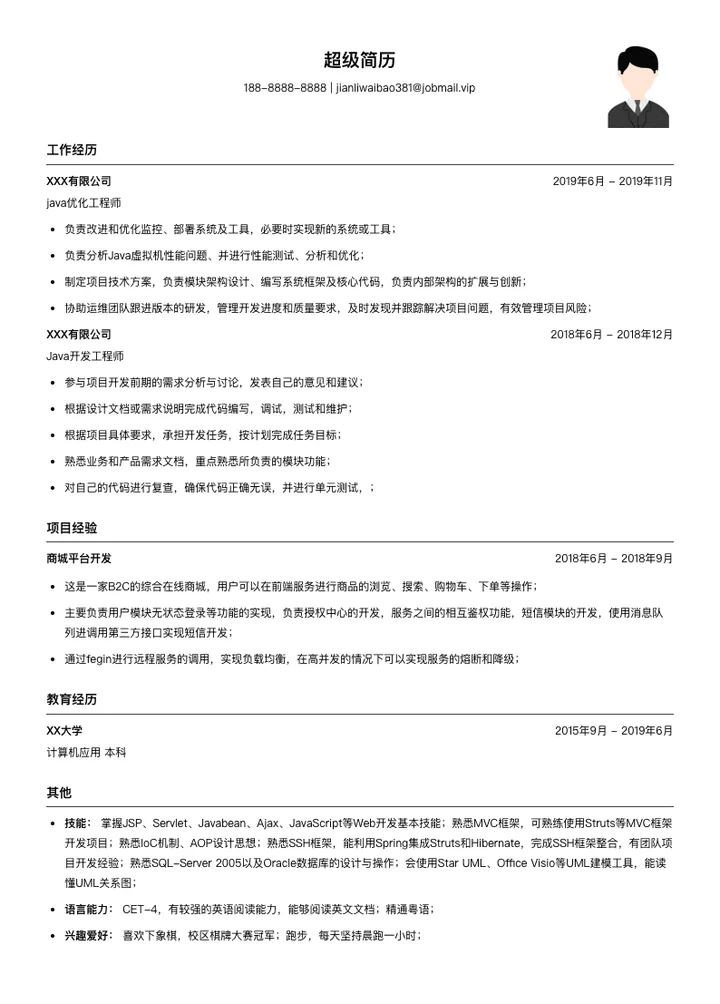 超级简历
188-8888-8888 | jianliwaibao381@jobmail.vip
工作经历
XXX有限公司 2019年6月 – 2019年11月
java优化工程师
• 负责改进和优化监控、部署系统及工具，必要时实现新的系统或工具；
• 负责分析Java虚拟机性能问题、并进行性能测试、分析和优化；
• 制定项目技术方案，负责模块架构设计、编写系统框架及核心代码，负责内部架构的扩展与创新；
• 协助运维团队跟进版本的研发，管理开发进度和质量要求，及时发现并跟踪解决项目问题，有效管理项目风险；
XXX有限公司 2018年6月 – 2018年12月
Java开发工程师
• 参与项目开发前期的需求分析与讨论，发表自己的意见和建议；
• 根据设计文档或需求说明完成代码编写，调试，测试和维护；
• 根据项目具体要求，承担开发任务，按计划完成任务目标；
• 熟悉业务和产品需求文档，重点熟悉所负责的模块功能；
• 对自己的代码进行复查，确保代码正确无误，并进行单元测试，；
项目经验
商城平台开发 2018年6月 – 2018年9月
• 这是一家B2C的综合在线商城，用户可以在前端服务进行商品的浏览、搜索、购物车、下单等操作；
• 主要负责用户模块无状态登录等功能的实现，负责授权中心的开发，服务之间的相互鉴权功能，短信模块的开发，使用消息队
列进调用第三方接口实现短信开发；
• 通过fegin进行远程服务的调用，实现负载均衡，在高并发的情况下可以实现服务的熔断和降级；
教育经历
XX大学 2015年9月 – 2019年6月
计算机应用 本科
其他
• 技能： 掌握JSP、Servlet、Javabean、Ajax、JavaScript等Web开发基本技能；熟悉MVC框架，可熟练使用Struts等MVC框架
开发项目；熟悉IoC机制、AOP设计思想；熟悉SSH框架，能利用Spring集成Struts和Hibernate，完成SSH框架整合，有团队项
目开发经验；熟悉SQL-Server 2005以及Oracle数据库的设计与操作；会使用Star UML、Office Visio等UML建模工具，能读
懂UML关系图；
• 语言能力： CET-4，有较强的英语阅读能力，能够阅读英文文档；精通粤语；
• 兴趣爱好： 喜欢下象棋，校区棋牌大赛冠军；跑步，每天坚持晨跑一小时；